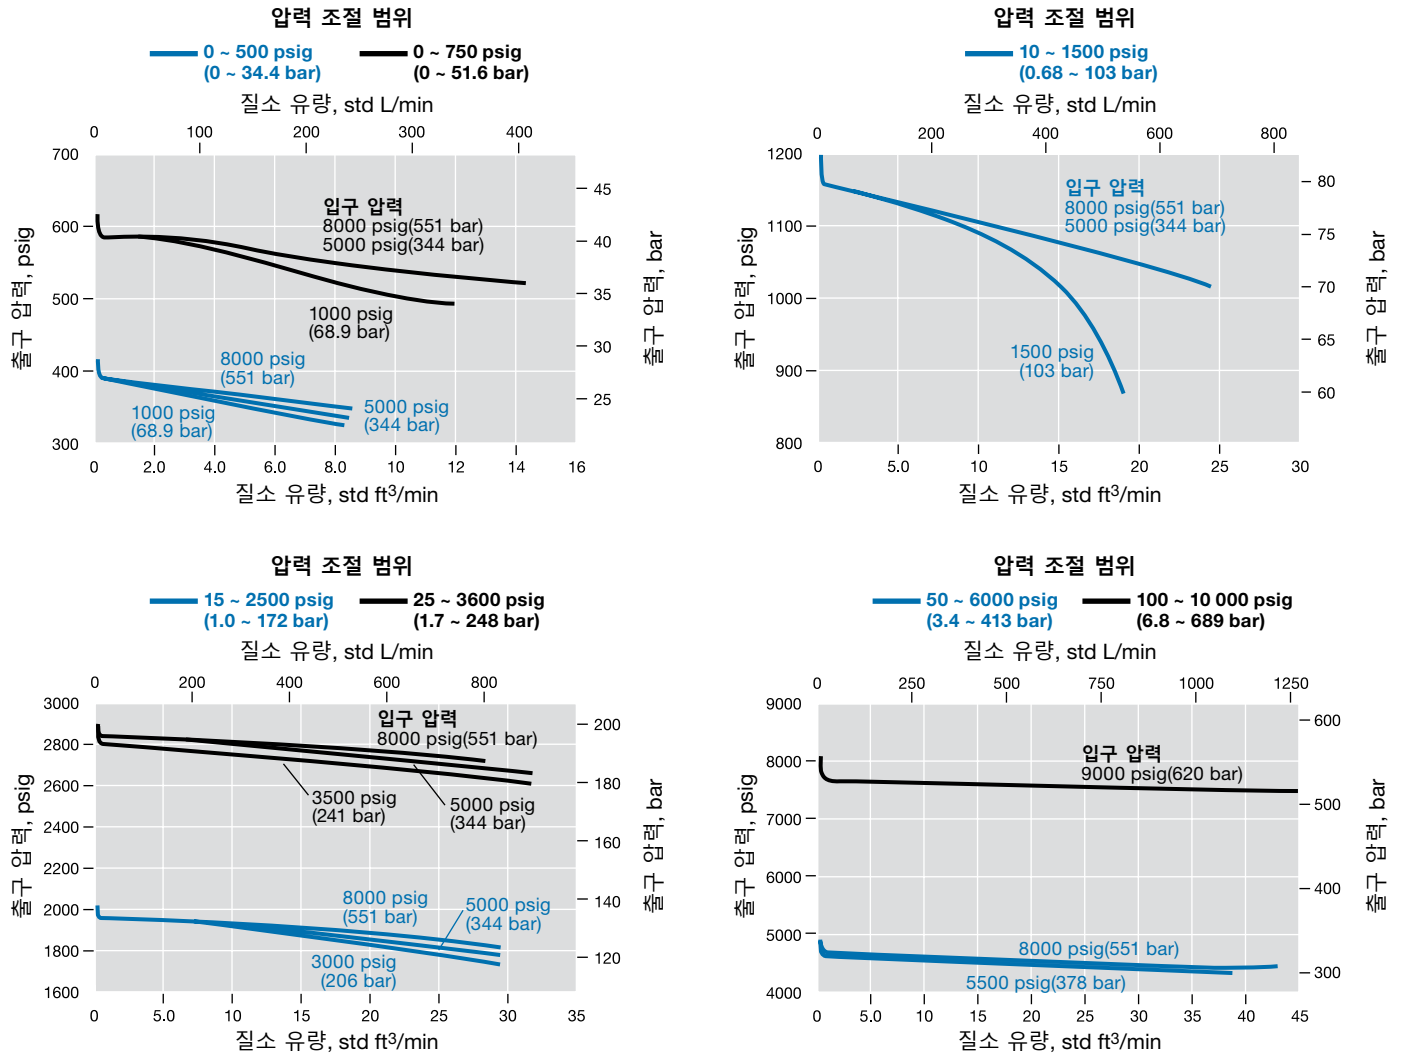 압력 조절 범위
0 ~ 500 psig
(0 ~ 34.4 bar)
0 ~ 750 psig
(0 ~ 51.6 bar)
질소 유량, std L/min
0 100 200 300 400
700
600
500
400
300
출구 압력, psig
45
40
35
30
25
출구 압력, bar
입구 압력
8000 psig(551 bar)
5000 psig(344 bar)
1000 psig
(68.9 bar)
8000 psig
(551 bar)
1000 psig
(68.9 bar)
5000 psig
(344 bar)
0 2.0 4.0 6.0 8.0 10 12 14 16
질소 유량, std ft³/min
압력 조절 범위
10 ~ 1500 psig
(0.68 ~ 103 bar)
질소 유량, std L/min
0 200 400 600 800
1200
1100
1000
900
800
출구 압력, psig
80
75
70
65
60
출구 압력, bar
입구 압력
8000 psig(551 bar)
5000 psig(344 bar)
1500 psig
(103 bar)
0 5.0 10 15 20 25 30
질소 유량, std ft³/min
압력 조절 범위
15 ~ 2500 psig
(1.0 ~ 172 bar)
25 ~ 3600 psig
(1.7 ~ 248 bar)
질소 유량, std L/min
0 200 400 600 800
3000
2800
2600
2400
2200
2000
1800
1600
출구 압력, psig
200
180
160
140
120
출구 압력, bar
입구 압력
8000 psig(551 bar)
3500 psig
(241 bar)
5000 psig
(344 bar)
8000 psig
(551 bar)
5000 psig
(344 bar)
3000 psig
(206 bar)
0 5.0 10 15 20 25 30 35
질소 유량, std ft³/min
압력 조절 범위
50 ~ 6000 psig
(3.4 ~ 413 bar)
100 ~ 10 000 psig
(6.8 ~ 689 bar)
질소 유량, std L/min
0 250 500 750 1000 1250
9000
8000
7000
6000
5000
4000
출구 압력, psig
600
500
400
300
출구 압력, bar
입구 압력
9000 psig(620 bar)
8000 psig(551 bar)
5500 psig(378 bar)
0 5.0 10 15 20 25 30 35 40 45
질소 유량, std ft³/min